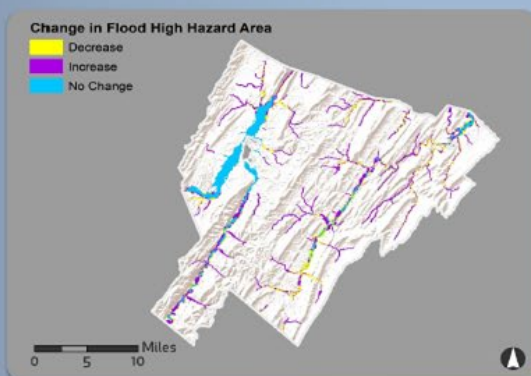 Change in Flood High Hazard Area
Decrease
Increase
No Change
Miles
0 5 10